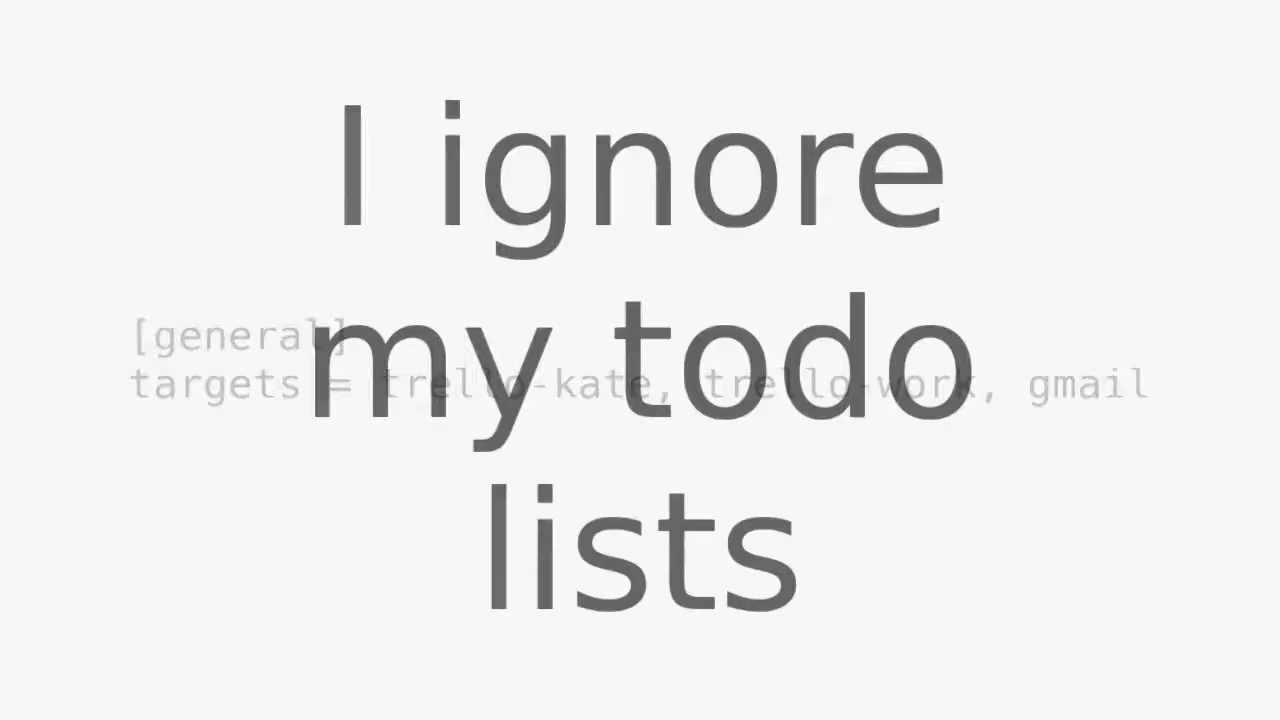 I ignore
my todo
lists
[general]
targets = trello-kate, trello-work, gmail